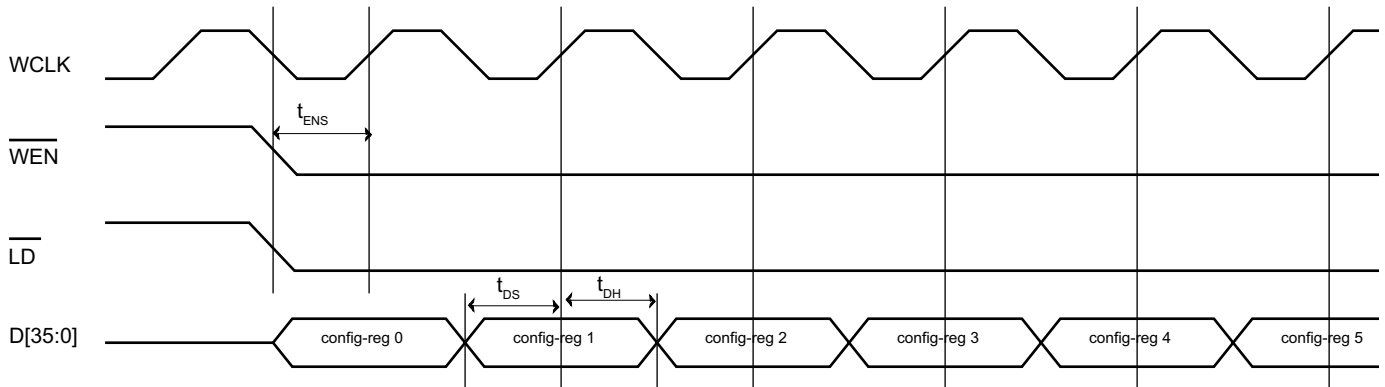 WCLK
t_ENS
WEN
LD
t_DS
t_DH
D[35:0]
config-reg 0
config-reg 1
config-reg 2
config-reg 3
config-reg 4
config-reg 5